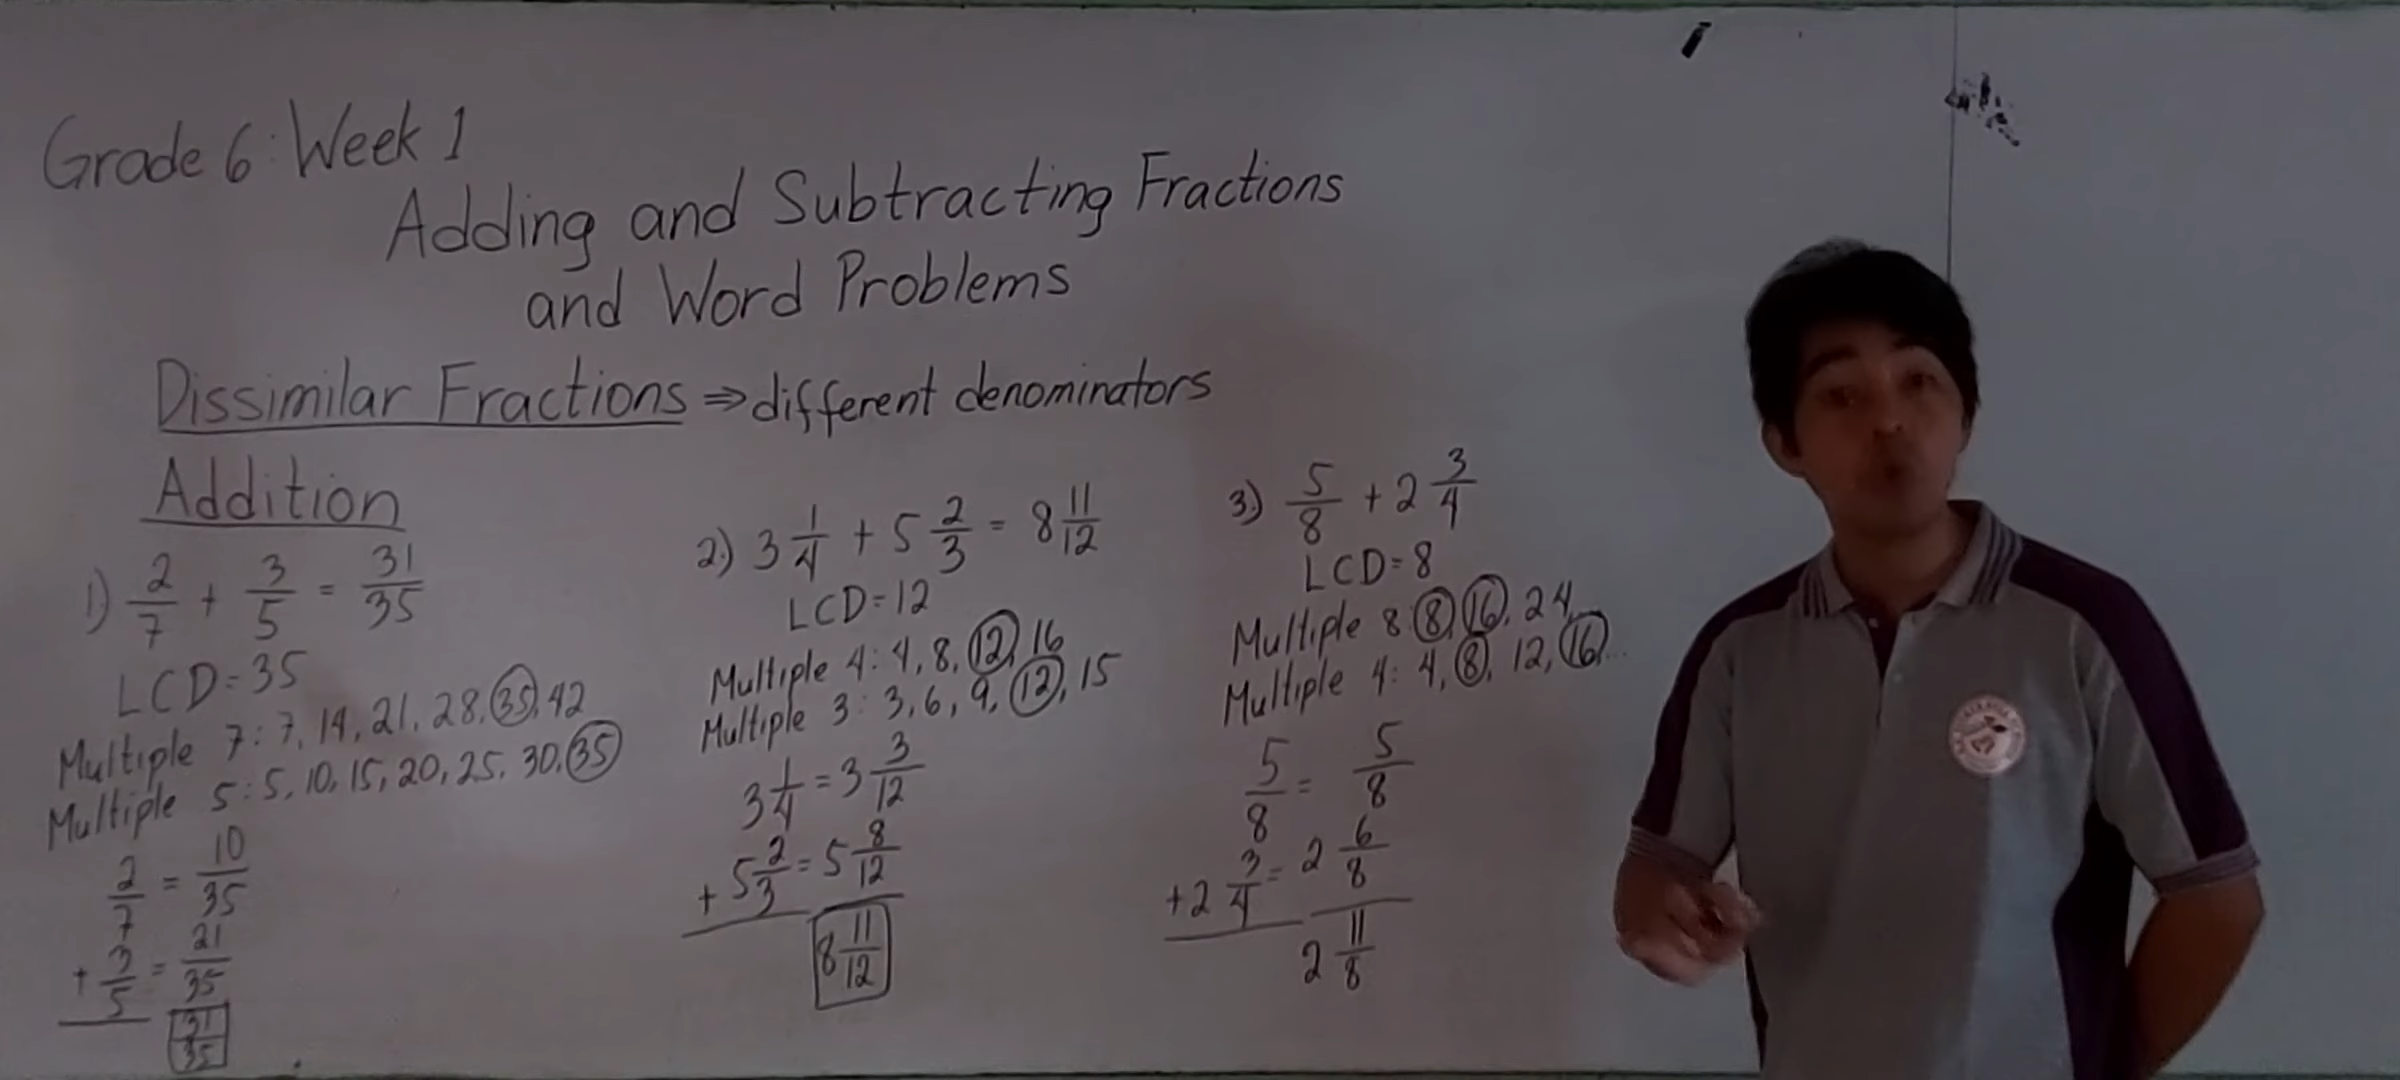 Grade 6: Week 1
Adding and Subtracting Fractions
and Word Problems
Dissimilar Fractions ⇒ different denominators
Addition
1) 2/7 + 3/5 = 31/35
LCD=35
Multiple 7: 7, 14, 21, 28, 35, 42
Multiple 5: 5, 10, 15, 20, 25, 30, 35
2/7 = 10/35
+ 3/5 = 21/35
31/35
2) 3 1/4 + 5 2/3 = 8 11/12
LCD=12
Multiple 4: 4, 8, 12, 16
Multiple 3: 3, 6, 9, 12, 15
3 1/4 = 3 3/12
+ 5 2/3 = 5 8/12
8 11/12
3) 5/8 + 2 3/4
LCD=8
Multiple 8 8, 16, 24,
Multiple 4: 4, 8, 12, 16...
5/8 = 5/8
+2 3/4 = 2 6/8
2 11/8